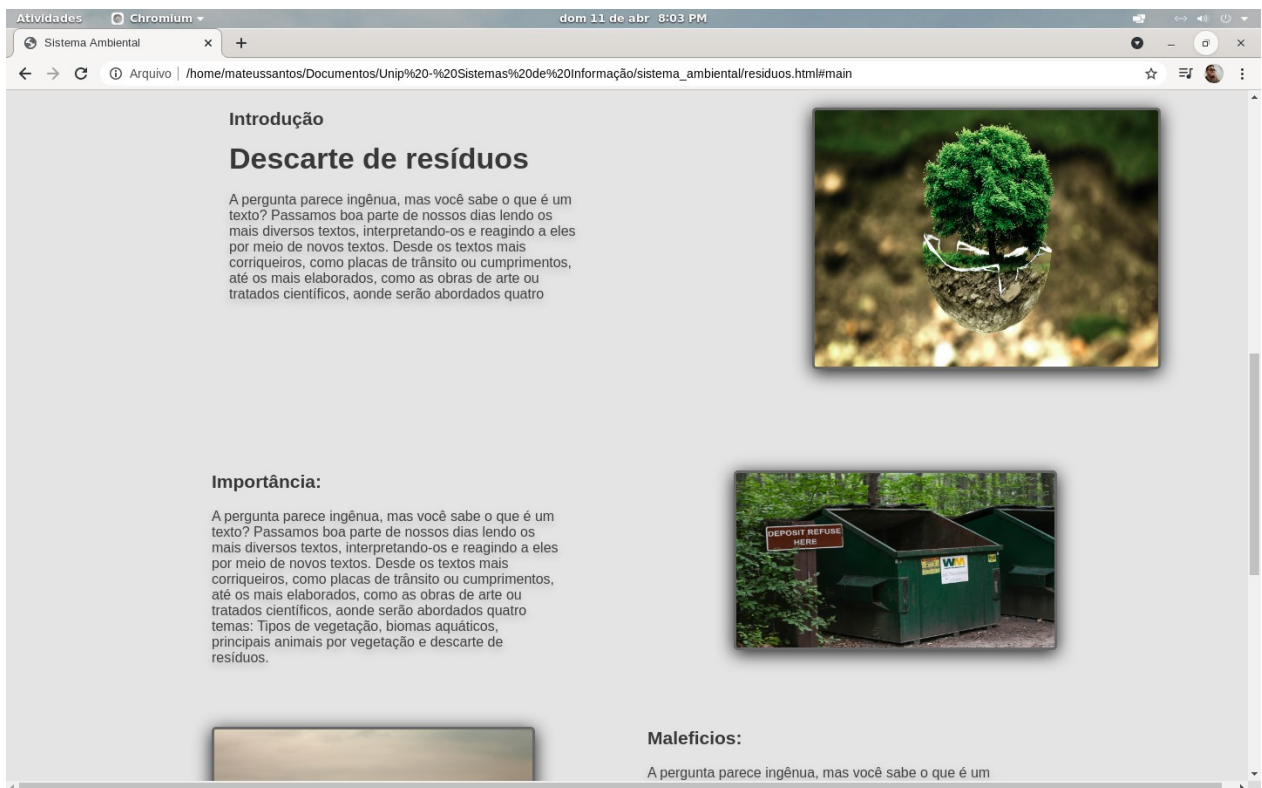 Atividades Chromium dom 11 de abr 8:03 PM
Sistema Ambiental
Arquivo /home/mateussantos/Documentos/Unip%20-%20Sistemas%20de%20Informação/sistema_ambiental/residuos.html#main
Introdução
Descarte de resíduos
A pergunta parece ingênua, mas você sabe o que é um
texto? Passamos boa parte de nossos dias lendo os
mais diversos textos, interpretando-os e reagindo a eles
por meio de novos textos. Desde os textos mais
corriqueiros, como placas de trânsito ou cumprimentos,
até os mais elaborados, como as obras de arte ou
tratados científicos, aonde serão abordados quatro
Importância:
A pergunta parece ingênua, mas você sabe o que é um
texto? Passamos boa parte de nossos dias lendo os
mais diversos textos, interpretando-os e reagindo a eles
por meio de novos textos. Desde os textos mais
corriqueiros, como placas de trânsito ou cumprimentos,
até os mais elaborados, como as obras de arte ou
tratados científicos, aonde serão abordados quatro
temas: Tipos de vegetação, biomas aquáticos,
principais animais por vegetação e descarte de
resíduos.
DEPOSIT REFUSE
HERE
WM
Maleficios:
A pergunta parece ingênua, mas você sabe o que é um